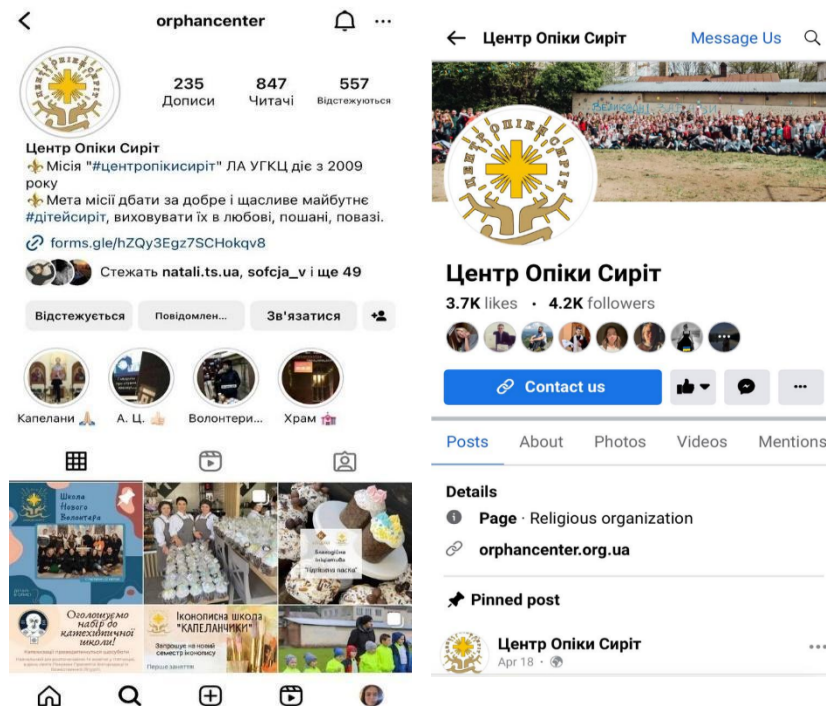 orphancenter
235
847
557
Дописи
Читачі
Відстежуються
Центр Опіки Сиріт
Місія "#центропікисиріт" ЛА УГКЦ діє з 2009
року
Мета місії дбати за добре і щасливе майбутнє
#дітейсиріт, виховувати їх в любові, пошані, повазі.
forms.gle/hZQy3Egz7SCHokqv8
Стежать natali.ts.ua, sofcja_v і ще 49
Відстежується
Повідомлен...
Зв'язатися
Капелани
А. Ц.
Волонтери...
Храм
Школа
Нового
Волонтера
Благодійна
ініціатива
Оголошуємо
набір до
катехитичної
школи!
Іконописна школа
"КАПЕЛАНЧИКИ"
Запрошує на новий
семестр іконопису
Перше заняття
Центр Опіки Сиріт
Message Us
ЦЕНТР ОПІКИ СИРІТ
Центр Опіки Сиріт
3.7K likes · 4.2K followers
Contact us
Posts
About
Photos
Videos
Mentions
Details
Page · Religious organization
orphancenter.org.ua
Pinned post
Центр Опіки Сиріт
Apr 18 ·